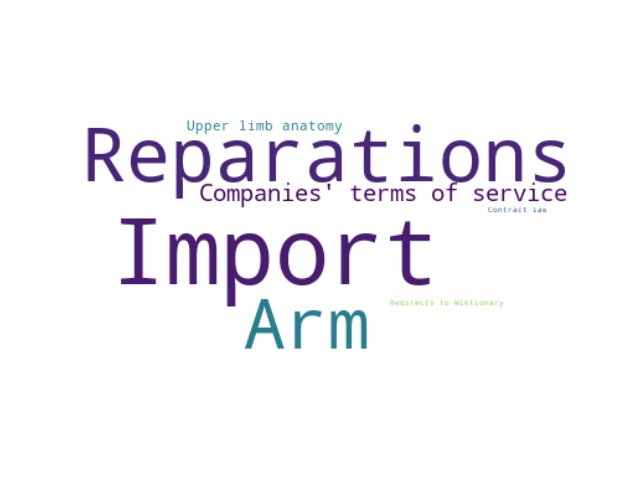 Upper limb anatomy
Reparations
Companies' terms of service
Contract law
Import
Redirects to Wiktionary
Arm